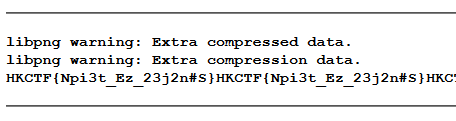 libpng warning: Extra compressed data.
libpng warning: Extra compression data.
HKCTF{Npi3t_Ez_23j2n#S}HKCTF{Npi3t_Ez_23j2n#S}HKC